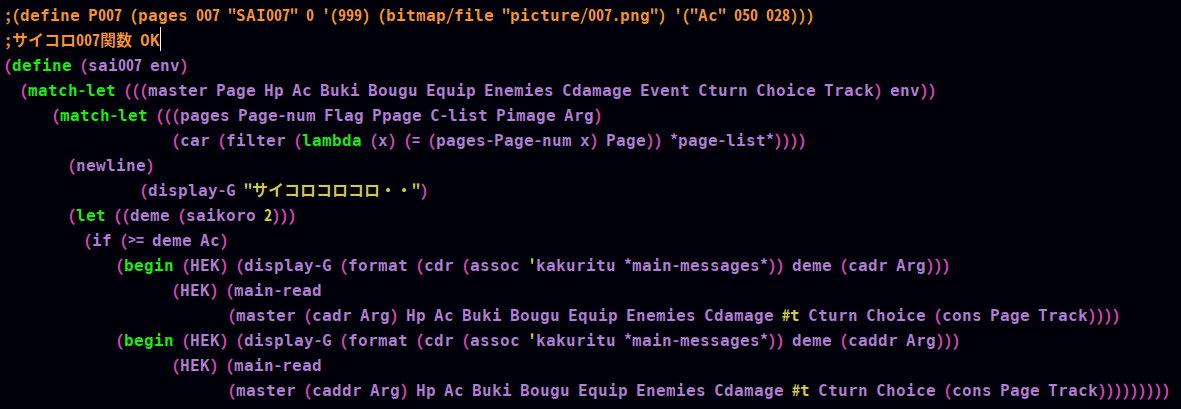 ;(define P007 (pages 007 "SAI007" 0 '(999) (bitmap/file "picture/007.png") '("Ac" 050 028)))
;サイコロ007関数 OK
(define (sai007 env)
  (match-let (((master Page Hp Ac Buki Bougu Equip Enemies Cdamage Event Cturn Choice Track) env))
      (match-let (((pages Page-num Flag Ppage C-list Pimage Arg)
                     (car (filter (lambda (x) (= (pages-Page-num x) Page)) *page-list*))))
        (newline)
                 (display-G "サイコロコロコロ・・")
        (let ((deme (saikoro 2)))
          (if (>= deme Ac)
              (begin (HEK) (display-G (format (cdr (assoc 'kakuritu *main-messages*)) deme (cadr Arg)))
                     (HEK) (main-read
                            (master (cadr Arg) Hp Ac Buki Bougu Equip Enemies Cdamage #t Cturn Choice (cons Page Track))))
              (begin (HEK) (display-G (format (cdr (assoc 'kakuritu *main-messages*)) deme (caddr Arg)))
                     (HEK) (main-read
                            (master (caddr Arg) Hp Ac Buki Bougu Equip Enemies Cdamage #t Cturn Choice (cons Page Track)))))))))